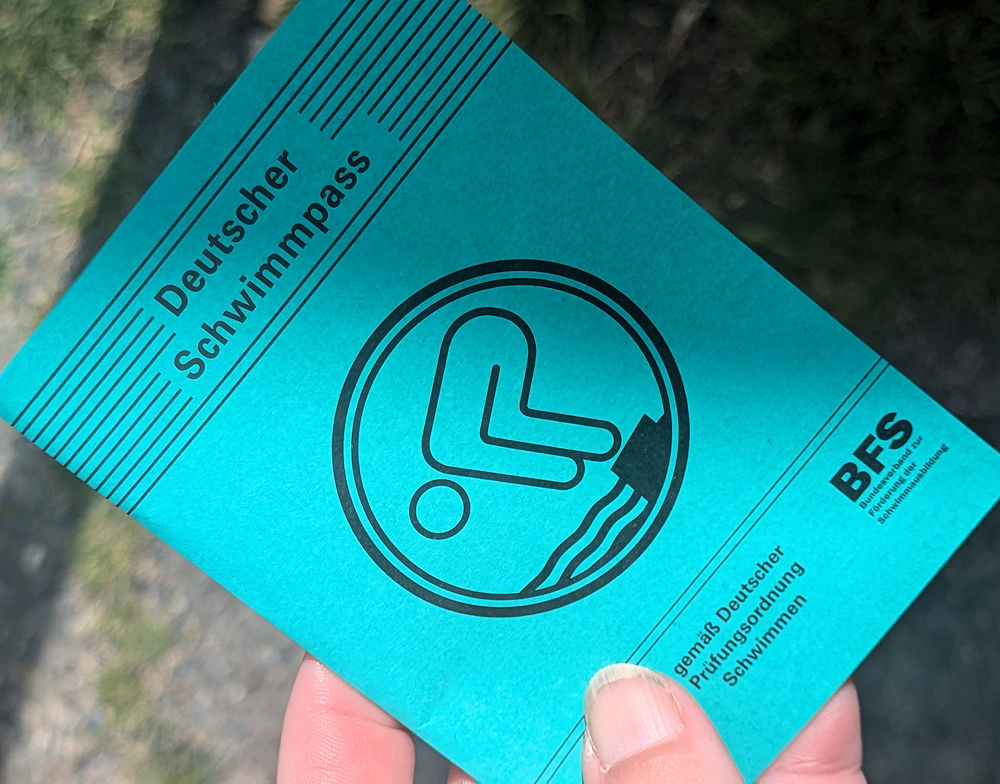 Deutscher
Schwimmpass
gemäß Deutscher
Prüfungsordnung
Schwimmen
BFS
Bundesverband zur
Förderung der
Schwimmausbildung